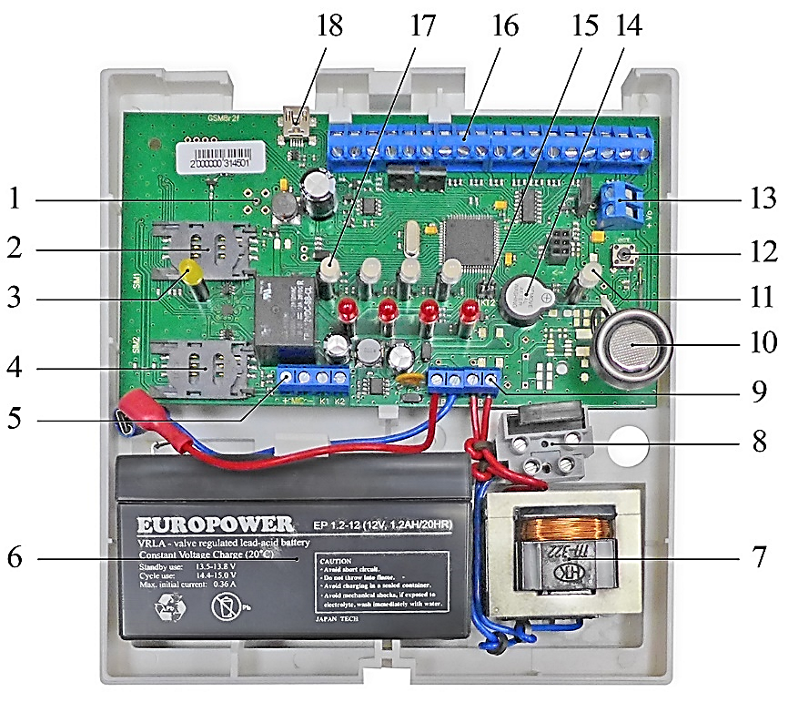 18 17 16 15 14
GSM8r2f
2000000314501
1
2
3
4
5
6
13
12
11
10
9
8
7
SIM1
SIM2
KT2
+ Vo
K1 K2
EUROPOWER EP 1.2-12 (12V, 1.2AH/20HR)
VRLA - valve regulated lead-acid battery
Constant Voltage Charge (20°C)
Standby use: 13.5-13.8 V
Cycle use: 14.4-15.0 V
Max. initial current: 0.36 A
CAUTION
• Avoid short circuit.
• Do not throw into flame.
• Avoid charging in a sealed container.
• Avoid mechanical shocks, if exposed to
electrolyte, wash immediately with water.
Pb
JAPAN TECH
ТП-322